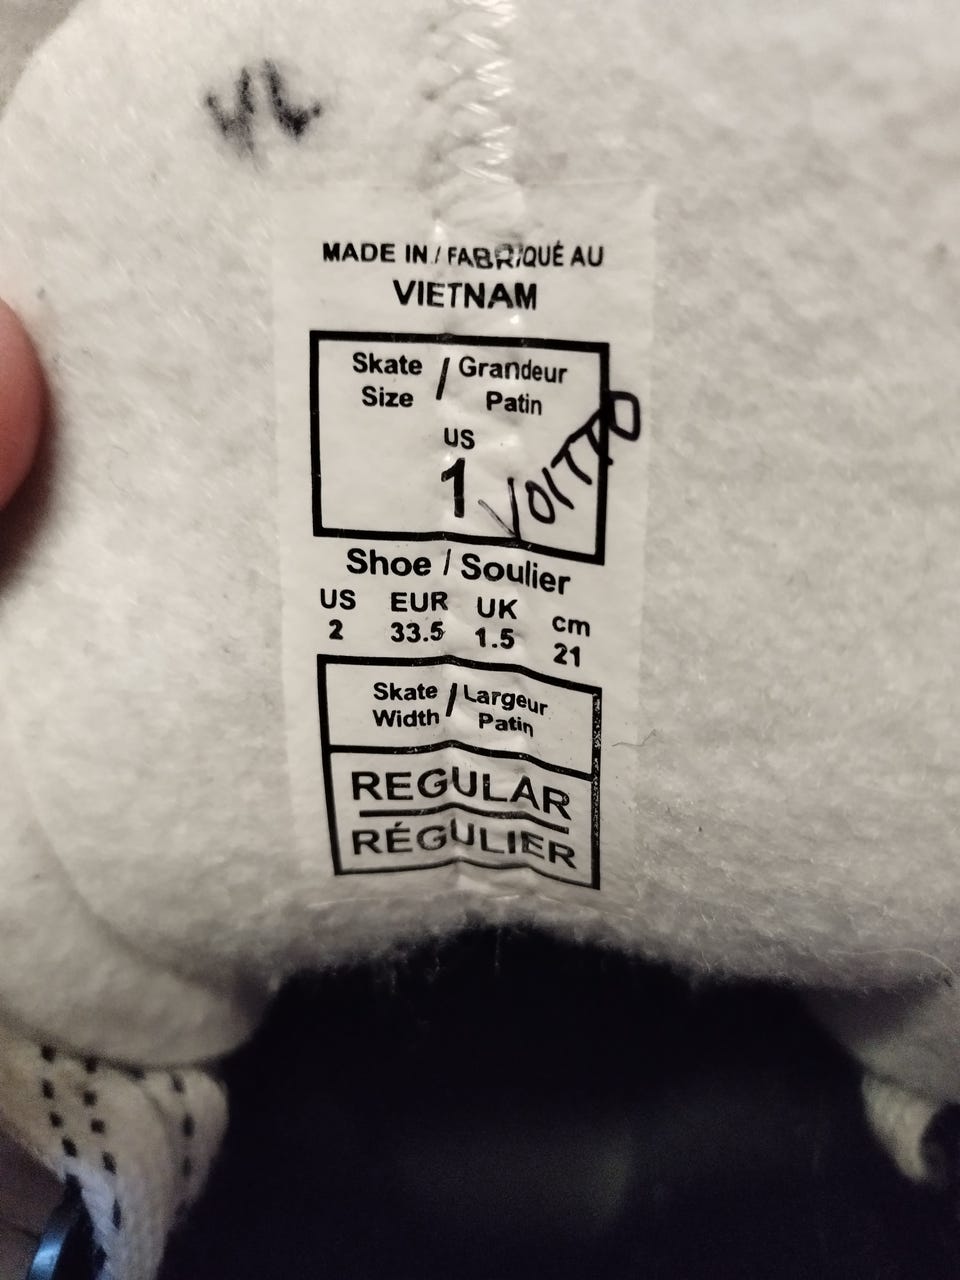 MADE IN / FABRIQUÉ AU
VIETNAM
Skate Size / Grandeur Patin
US
1
VOITTO
Shoe / Soulier
US EUR UK cm
2 33.5 1.5 21
Skate Width / Largeur Patin
REGULAR
RÉGULIER